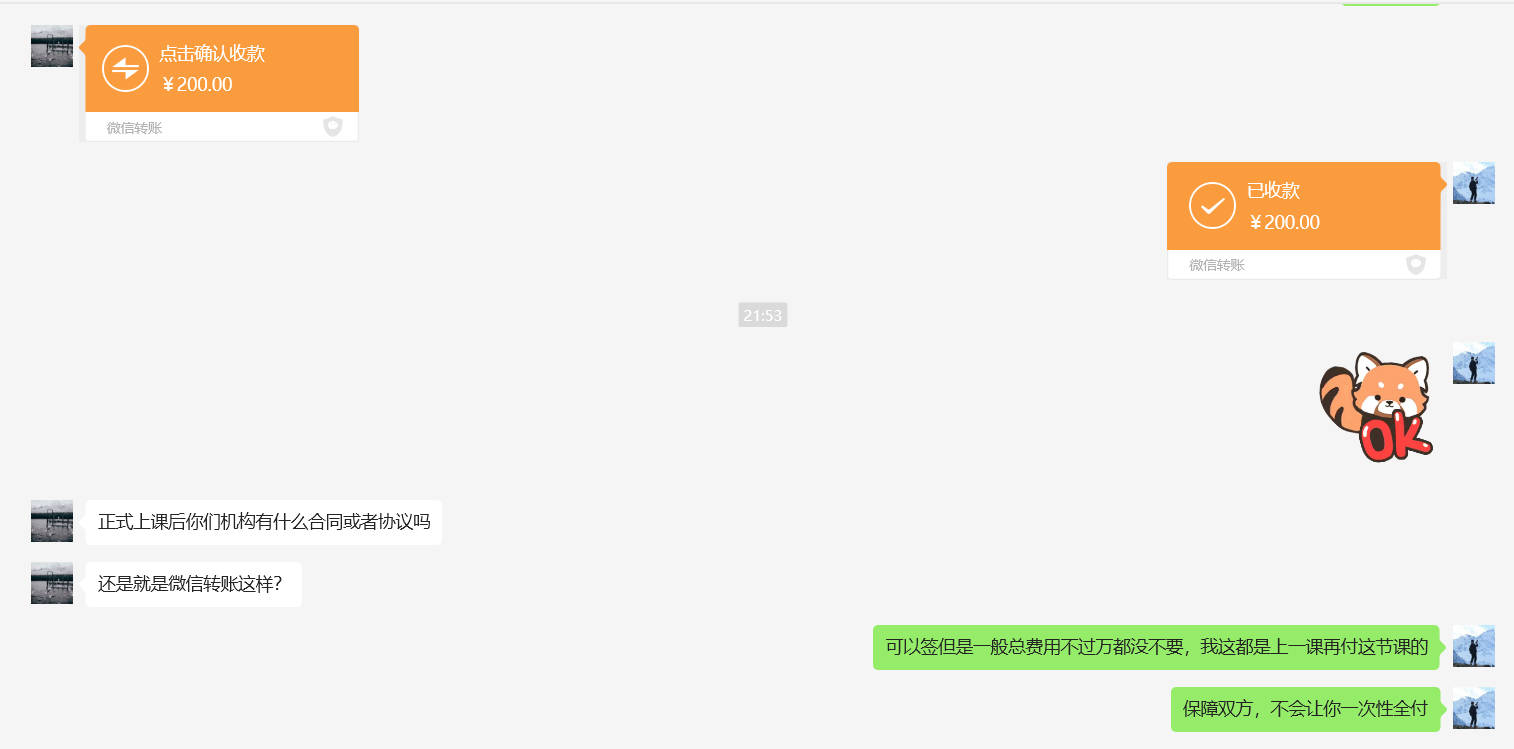 点击确认收款
￥200.00
微信转账
已收款
￥200.00
微信转账
21:53
OK
正式上课后你们机构有什么合同或者协议吗
还是就是微信转账这样？
可以签但是一般总费用不过万都没不要，我这都是上一课再付这节课的
保障双方，不会让你一次性全付